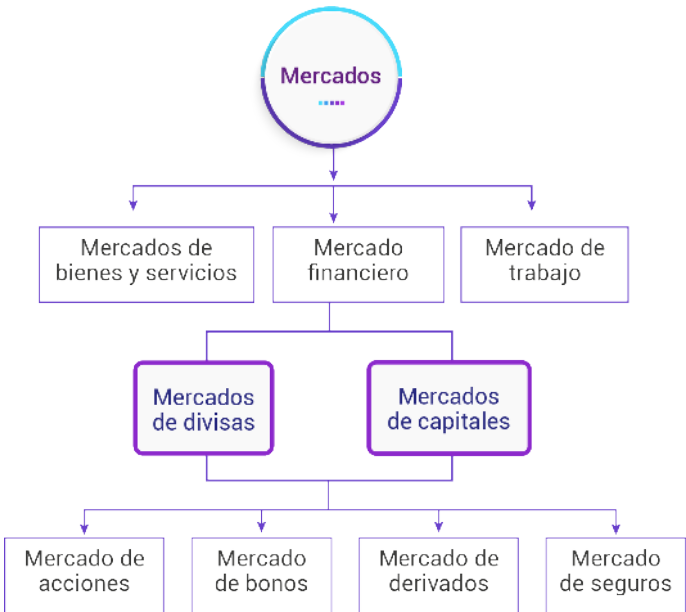 Mercados
Mercados de
bienes y servicios
Mercado
financiero
Mercado de
trabajo
Mercados
de divisas
Mercados
de capitales
Mercado de
acciones
Mercado
de bonos
Mercado de
derivados
Mercado
de seguros